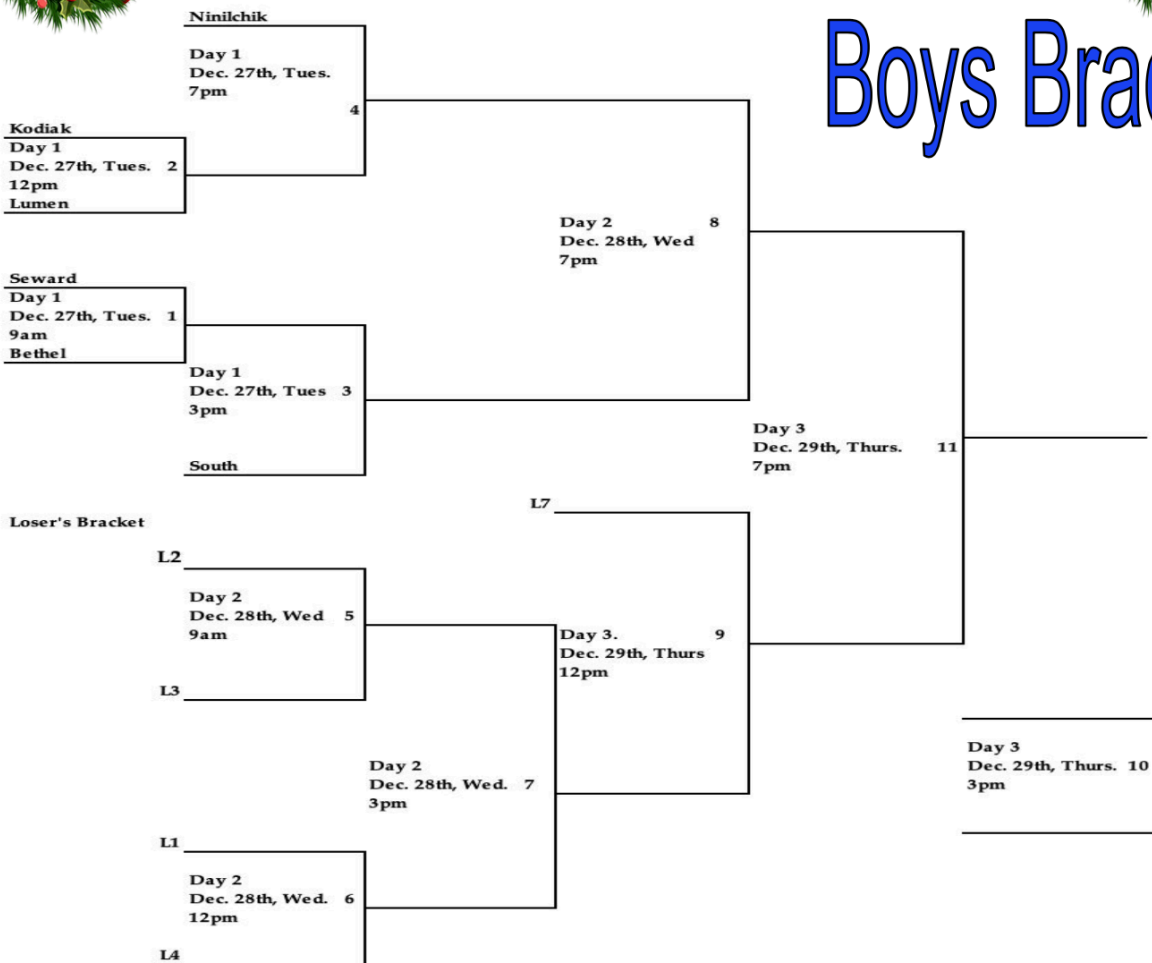 Boys
Ninilchik
Day 1
Dec. 27th, Tues.
7pm
4
Kodiak
Day 1
Dec. 27th, Tues. 2
12pm
Lumen
Day 2 8
Dec. 28th, Wed
7pm
Seward
Day 1
Dec. 27th, Tues. 1
9am
Bethel
Day 1
Dec. 27th, Tues 3
3pm
South
Day 3
Dec. 29th, Thurs. 11
7pm
Loser's Bracket
L7
L2
Day 2
Dec. 28th, Wed 5
9am
L3
Day 3. 9
Dec. 29th, Thurs
12pm
Day 2
Dec. 28th, Wed. 7
3pm
Day 3
Dec. 29th, Thurs. 10
3pm
L1
Day 2
Dec. 28th, Wed. 6
12pm
L4